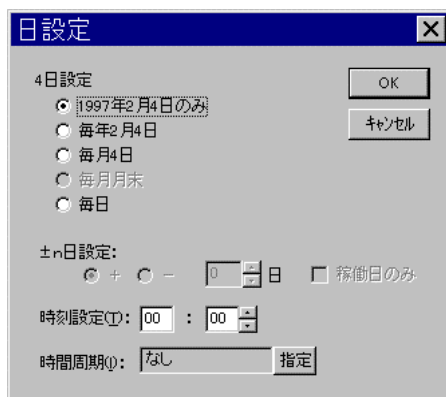 日設定
4日設定
OK
1997年2月4日のみ
キャンセル
毎年2月4日
毎月4日
毎月月末
毎日
±n日設定:
+ - 0 日 稼働日のみ
時刻設定(T): 00 : 00
時間周期(I): なし 指定